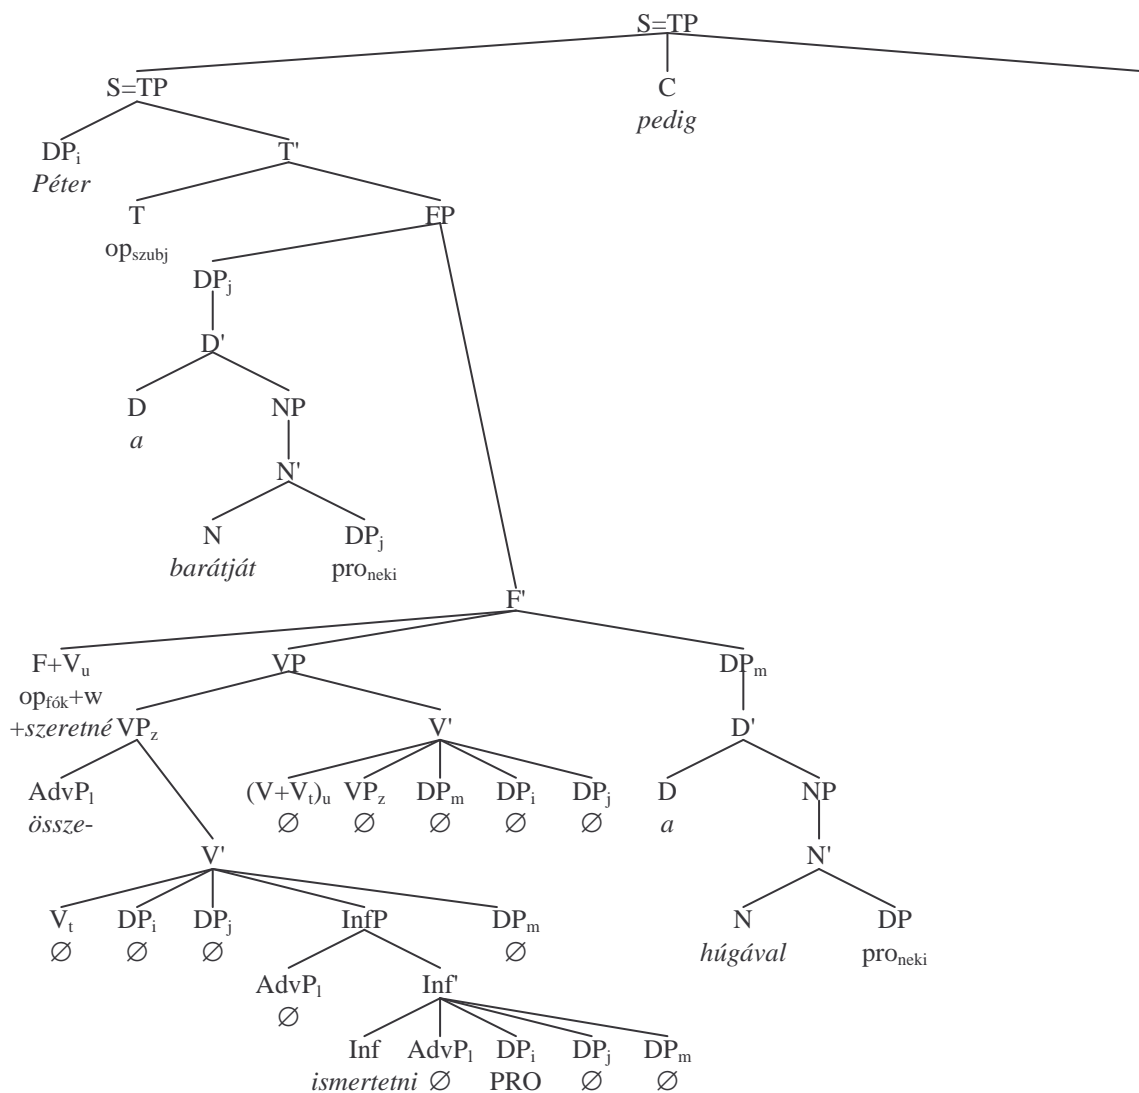 S=TP
S=TP C
pedig
DPi T'
Péter
T FP
opszubj
DPj
D'
D NP
a
N'
N DPj
barátját proneki
F'
F+Vu VP DPm
opfók+w
+szeretné VPz V' D'
AdvPl (V+Vt)u VPz DPm DPi DPj D NP
össze- ∅ ∅ ∅ ∅ ∅ a
V' N'
Vt DPi DPj InfP DPm N DP
∅ ∅ ∅ ∅ húgával proneki
AdvPl Inf'
∅
Inf AdvPl DPi DPj DPm
ismertetni ∅ PRO ∅ ∅